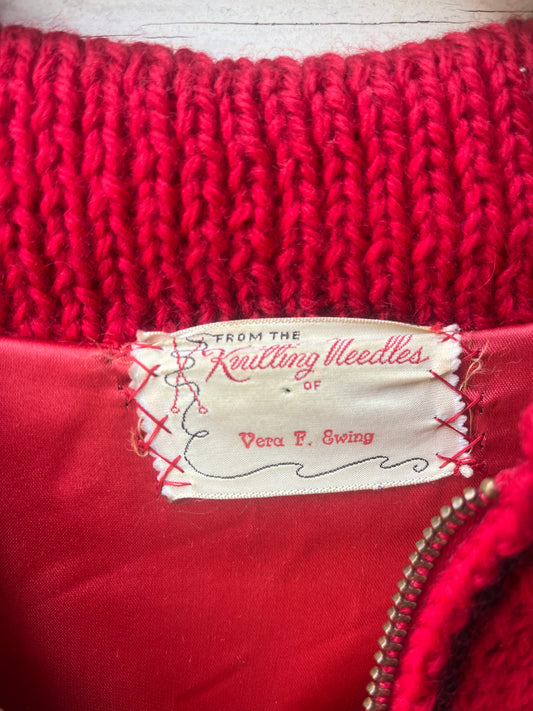 FROM THE
Knitting Needles
OF
Vera F. Ewing